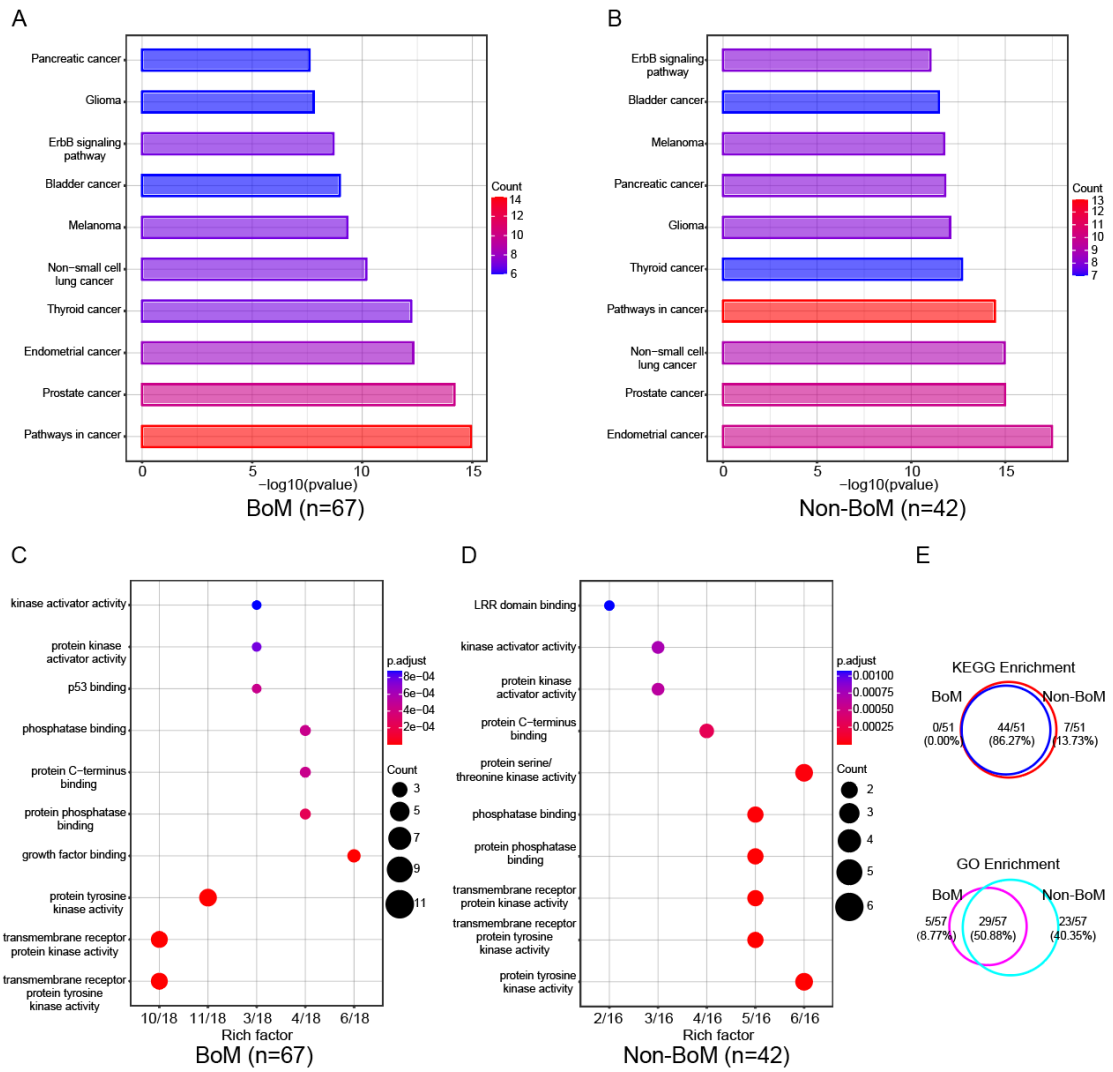 A
Pancreatic cancer
Glioma
ErbB signaling
pathway
Bladder cancer
Melanoma
Non−small cell
lung cancer
Thyroid cancer
Endometrial cancer
Prostate cancer
Pathways in cancer
0 5 10 15
−log10(pvalue)
BoM (n=67)
Count
14
12
10
8
6
B
ErbB signaling
pathway
Bladder cancer
Melanoma
Pancreatic cancer
Glioma
Thyroid cancer
Pathways in cancer
Non−small cell
lung cancer
Prostate cancer
Endometrial cancer
0 5 10 15
−log10(pvalue)
Non-BoM (n=42)
Count
13
12
11
10
9
8
7
C
kinase activator activity
protein kinase
activator activity
p53 binding
phosphatase binding
protein C−terminus
binding
protein phosphatase
binding
growth factor binding
protein tyrosine
kinase activity
transmembrane receptor
protein kinase activity
transmembrane receptor
protein tyrosine
kinase activity
10/18 11/18 3/18 4/18 6/18
Rich factor
BoM (n=67)
p.adjust
8e−04
6e−04
4e−04
2e−04
Count
3
5
7
9
11
D
LRR domain binding
kinase activator activity
protein kinase
activator activity
protein C−terminus
binding
protein serine/
threonine kinase activity
phosphatase binding
protein phosphatase
binding
transmembrane receptor
protein kinase activity
transmembrane receptor
protein tyrosine
kinase activity
protein tyrosine
kinase activity
2/16 3/16 4/16 5/16 6/16
Rich factor
Non-BoM (n=42)
p.adjust
0.00100
0.00075
0.00050
0.00025
Count
2
3
4
5
6
E
KEGG Enrichment
BoM Non-BoM
0/51 44/51 7/51
(0.00%) (86.27%) (13.73%)
GO Enrichment
BoM Non-BoM
5/57 29/57 23/57
(8.77%) (50.88%) (40.35%)